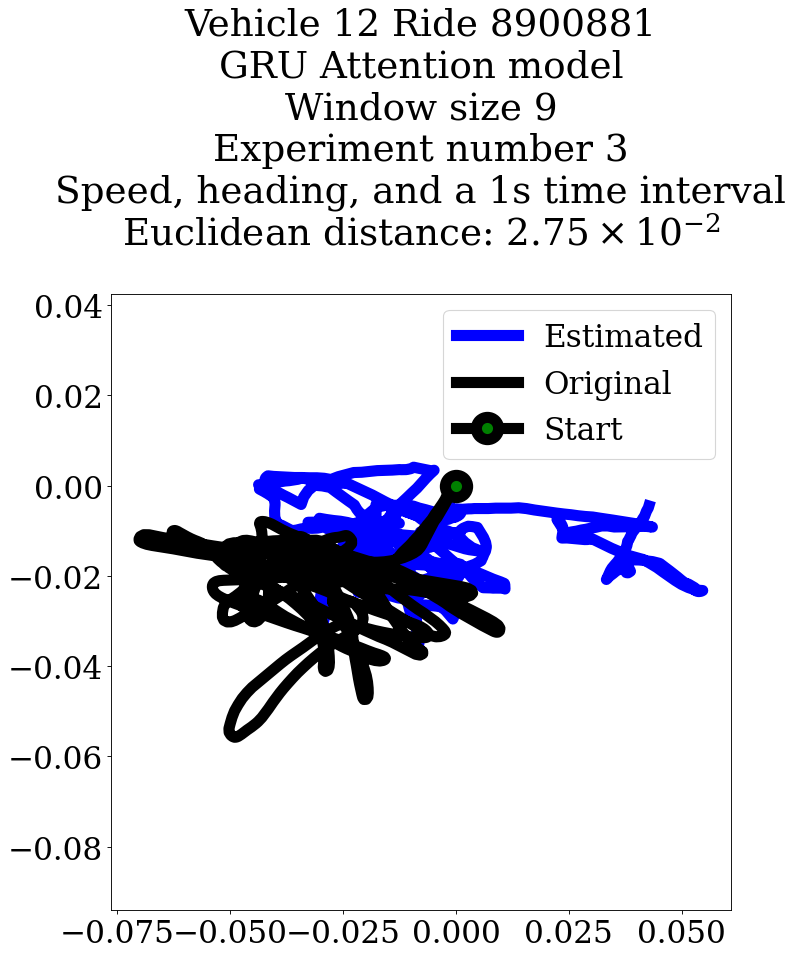 Vehicle 12 Ride 8900881
GRU Attention model
Window size 9
Experiment number 3
Speed, heading, and a 1s time interval
Euclidean distance: 2.75 × 10⁻²
0.04
0.02
0.00
−0.02
−0.04
−0.06
−0.08
Estimated
Original
Start
−0.075 −0.050 −0.025 0.000 0.025 0.050